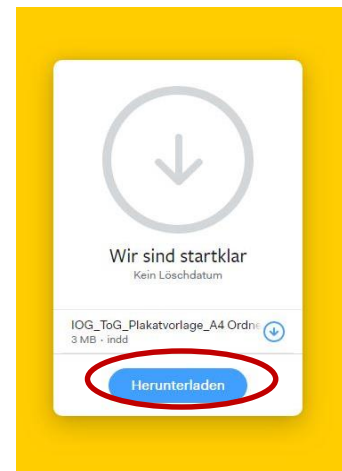 Wir sind startklar
Kein Löschdatum
IOG_ToG_Plakatvorlage_A4 Ordne
3 MB · indd
Herunterladen